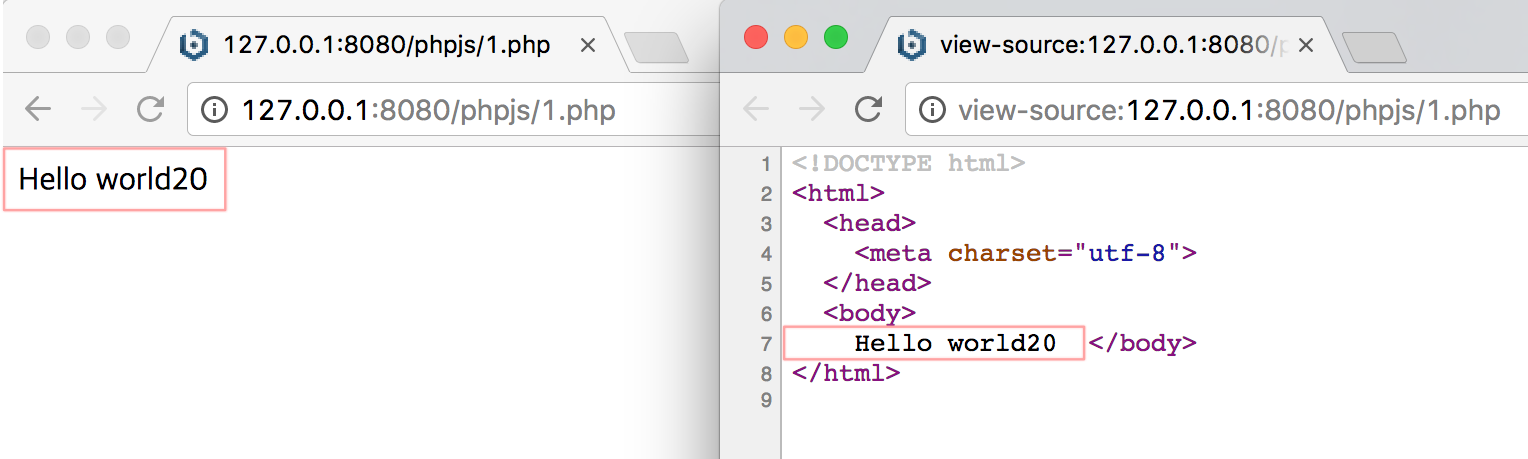 127.0.0.1:8080/phpjs/1.php
127.0.0.1:8080/phpjs/1.php
Hello world20
view-source:127.0.0.1:8080/p
view-source:127.0.0.1:8080/phpjs/1.php
1 <!DOCTYPE html>
2 <html>
3   <head>
4     <meta charset="utf-8">
5   </head>
6   <body>
7     Hello world20  </body>
8 </html>
9